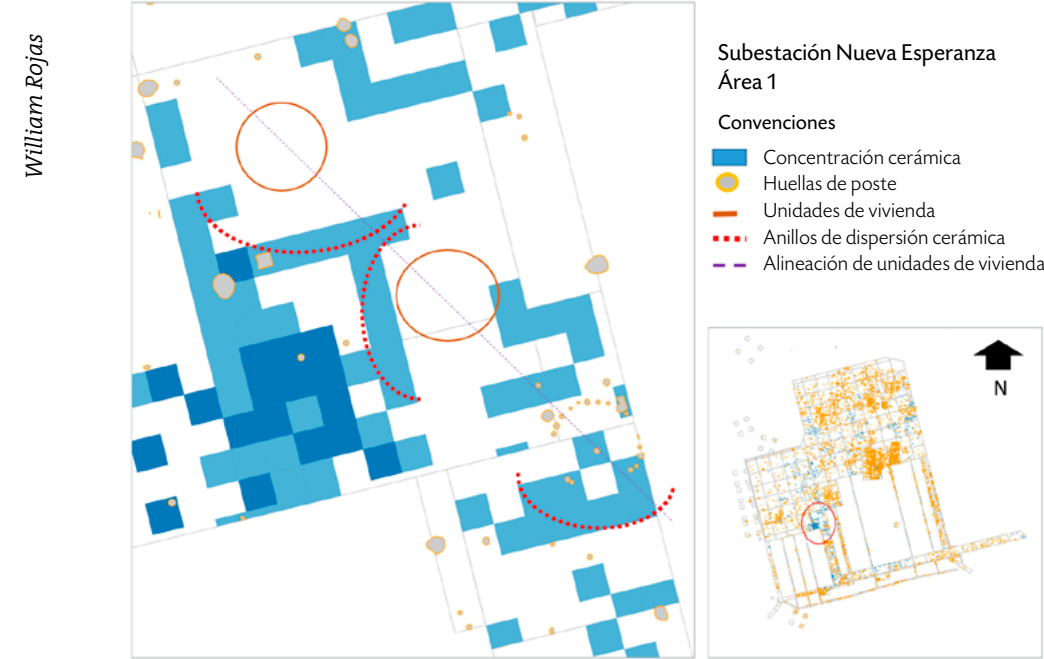 William Rojas
Subestación Nueva Esperanza
Área 1
Convenciones
Concentración cerámica
Huellas de poste
Unidades de vivienda
Anillos de dispersión cerámica
Alineación de unidades de vivienda
N